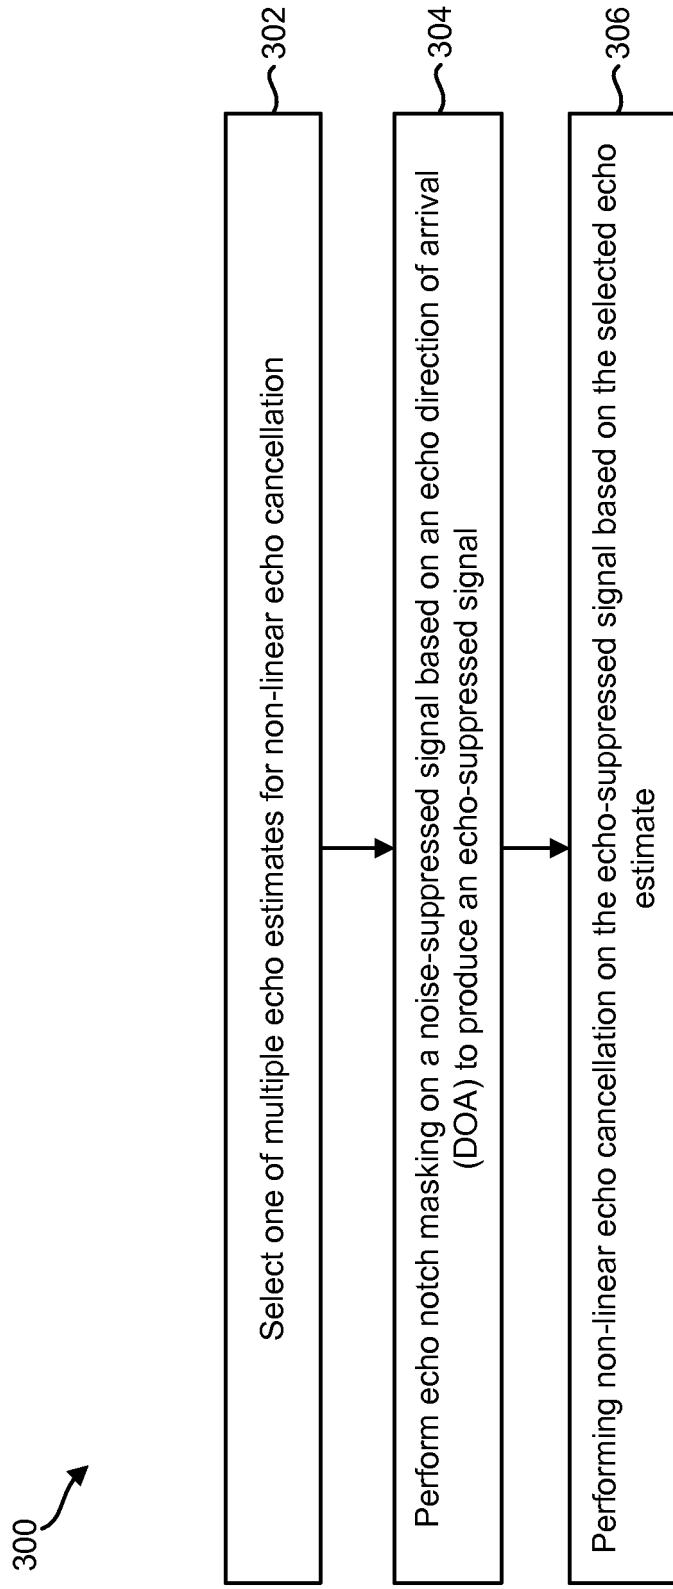 300
Select one of multiple echo estimates for non-linear echo cancellation
302
Perform echo notch masking on a noise-suppressed signal based on an echo direction of arrival
(DOA) to produce an echo-suppressed signal
304
Performing non-linear echo cancellation on the echo-suppressed signal based on the selected echo
estimate
306